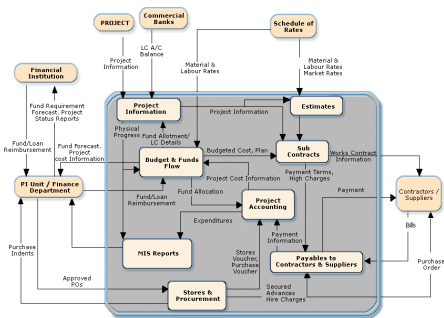 Commercial
Banks
PROJECT
Schedule of
Rates
LC A/C
Balance
Project
Information
Material &
Labour Rates
Material &
Labour Rates
Market Rates
Financial
Institution
Fund Requirement
Forecast. Project
Status Reports
Project
Information
Project Information
Estimates
Physical
Progress
Fund Allotment/
LC Details
Fund/Loan
Reimbursement
Fund Forecast.
Project
cost Information
Budget & Funds
Flow
Budgeted Cost, Plan
Sub
Contracts
Works Contract
Information
Project Cost Information
Payment Terms,
High Charges
PI Unit / Finance
Department
Fund/Loan
Reimbursement
Fund Allocation
Project
Accounting
Payment
Contractors /
Suppliers
Expenditures
Payment
Information
Bills
Purchase
Indents
MIS Reports
Stores
Voucher,
Purchase
Voucher
Payables to
Contractors & Suppliers
Purchase
Order
Approved
POs
Stores &
Procurement
Secured
Advances
Hire Charges